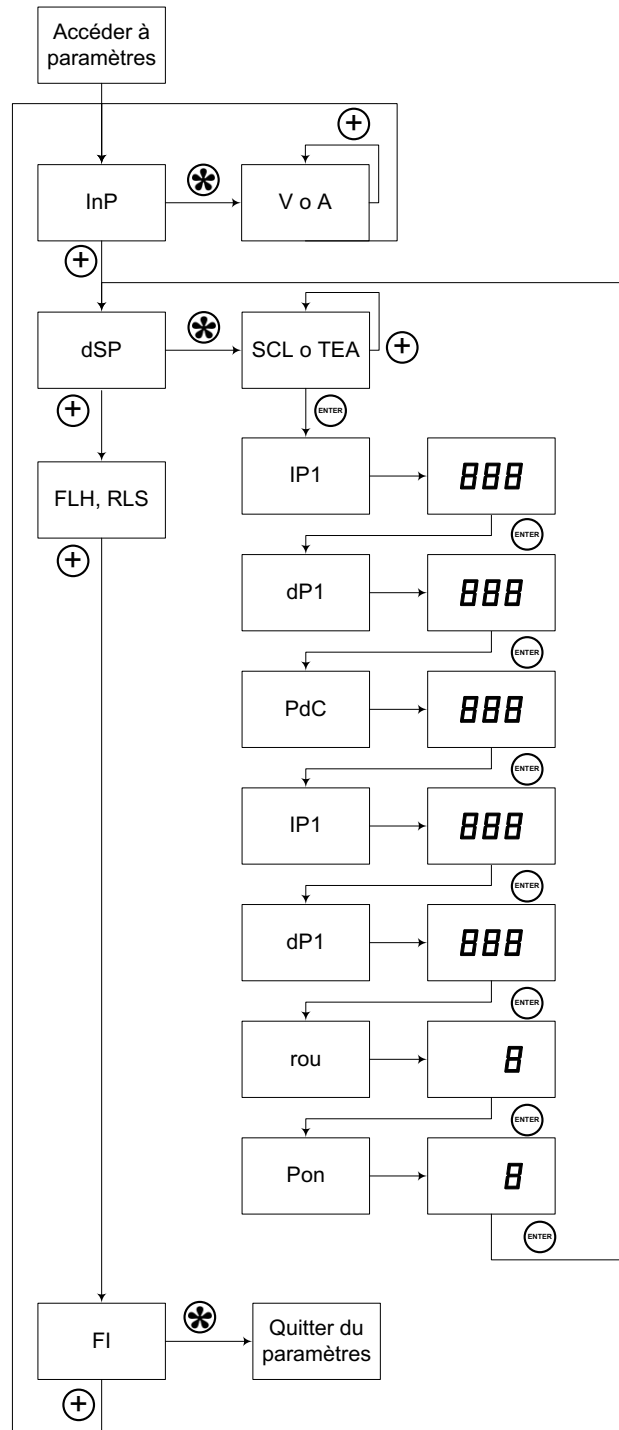 Accéder à
paramètres
+
InP
*
V o A
+
+
dSP
*
SCL o TEA
+
ENTER
FLH, RLS
+
IP1
888
ENTER
dP1
888
ENTER
PdC
888
ENTER
IP1
888
ENTER
dP1
888
ENTER
rou
8
ENTER
Pon
8
ENTER
FI
*
Quitter du
paramètres
+